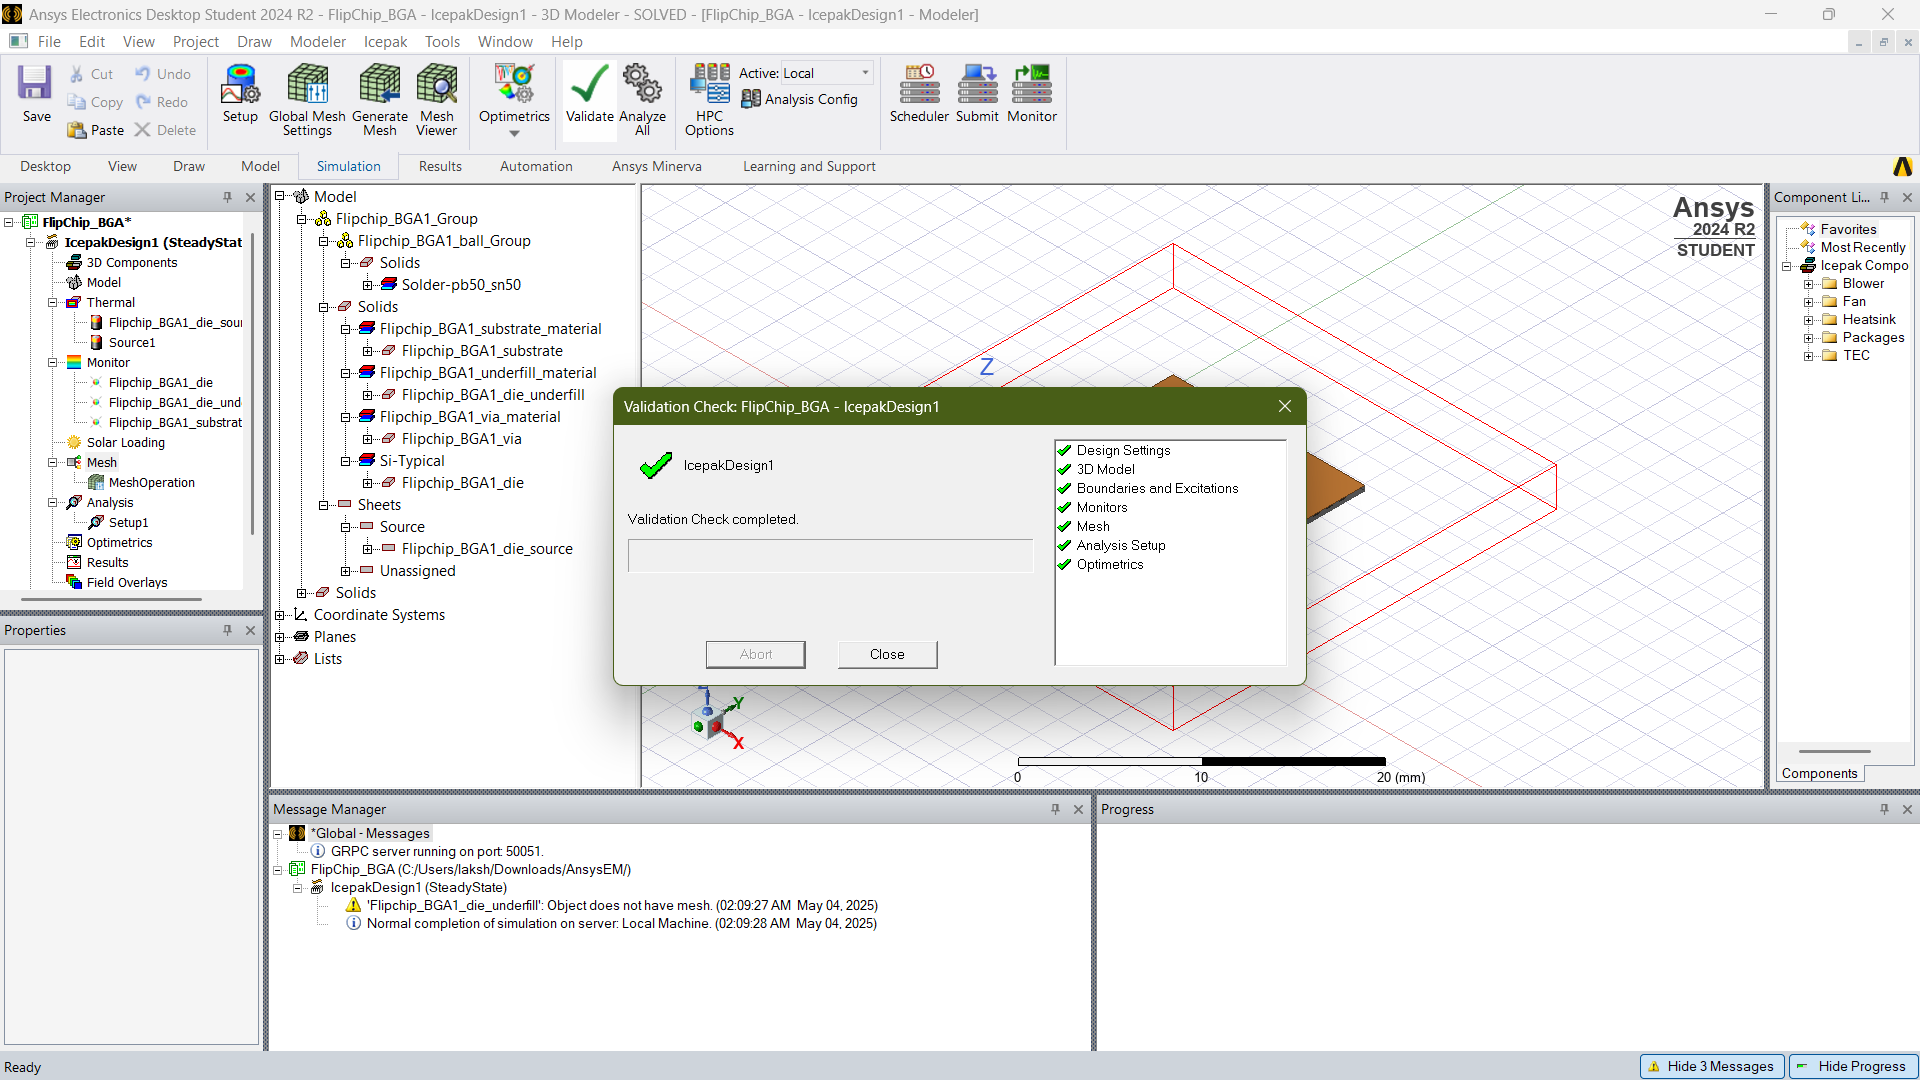 Ansys Electronics Desktop Student 2024 R2 - FlipChip_BGA - IcepakDesign1 - 3D Modeler - SOLVED - [FlipChip_BGA - IcepakDesign1 - Modeler]
File Edit View Project Draw Modeler Icepak Tools Window Help
Save
Cut
Copy
Paste
Undo
Redo
Delete
Setup
Global Mesh Settings
Generate Mesh
Mesh Viewer
Optimetrics
Validate
Analyze All
HPC Options
Active: Local
Analysis Config
Scheduler
Submit
Monitor
Desktop View Draw Model Simulation Results Automation Ansys Minerva Learning and Support
Project Manager
FlipChip_BGA*
IcepakDesign1 (SteadyStat
3D Components
Model
Thermal
Flipchip_BGA1_die_sour
Source1
Monitor
Flipchip_BGA1_die
Flipchip_BGA1_die_und
Flipchip_BGA1_substrat
Solar Loading
Mesh
MeshOperation
Analysis
Setup1
Optimetrics
Results
Field Overlays
Properties
Model
Flipchip_BGA1_Group
Flipchip_BGA1_ball_Group
Solids
Solder-pb50_sn50
Solids
Flipchip_BGA1_substrate_material
Flipchip_BGA1_substrate
Flipchip_BGA1_underfill_material
Flipchip_BGA1_die_underfill
Flipchip_BGA1_via_material
Flipchip_BGA1_via
Si-Typical
Flipchip_BGA1_die
Sheets
Source
Flipchip_BGA1_die_source
Unassigned
Solids
Coordinate Systems
Planes
Lists
Ansys
2024 R2
STUDENT
Z
Validation Check: FlipChip_BGA - IcepakDesign1
IcepakDesign1
Validation Check completed.
Abort
Close
Design Settings
3D Model
Boundaries and Excitations
Monitors
Mesh
Analysis Setup
Optimetrics
Y
X
0 10 20 (mm)
Component Li...
Favorites
Most Recently
Icepak Compo
Blower
Fan
Heatsink
Packages
TEC
Components
Message Manager
*Global - Messages
GRPC server running on port: 50051.
FlipChip_BGA (C:/Users/laksh/Downloads/AnsysEM/)
IcepakDesign1 (SteadyState)
'Flipchip_BGA1_die_underfill': Object does not have mesh. (02:09:27 AM May 04, 2025)
Normal completion of simulation on server: Local Machine. (02:09:28 AM May 04, 2025)
Progress
Ready
Hide 3 Messages
Hide Progress